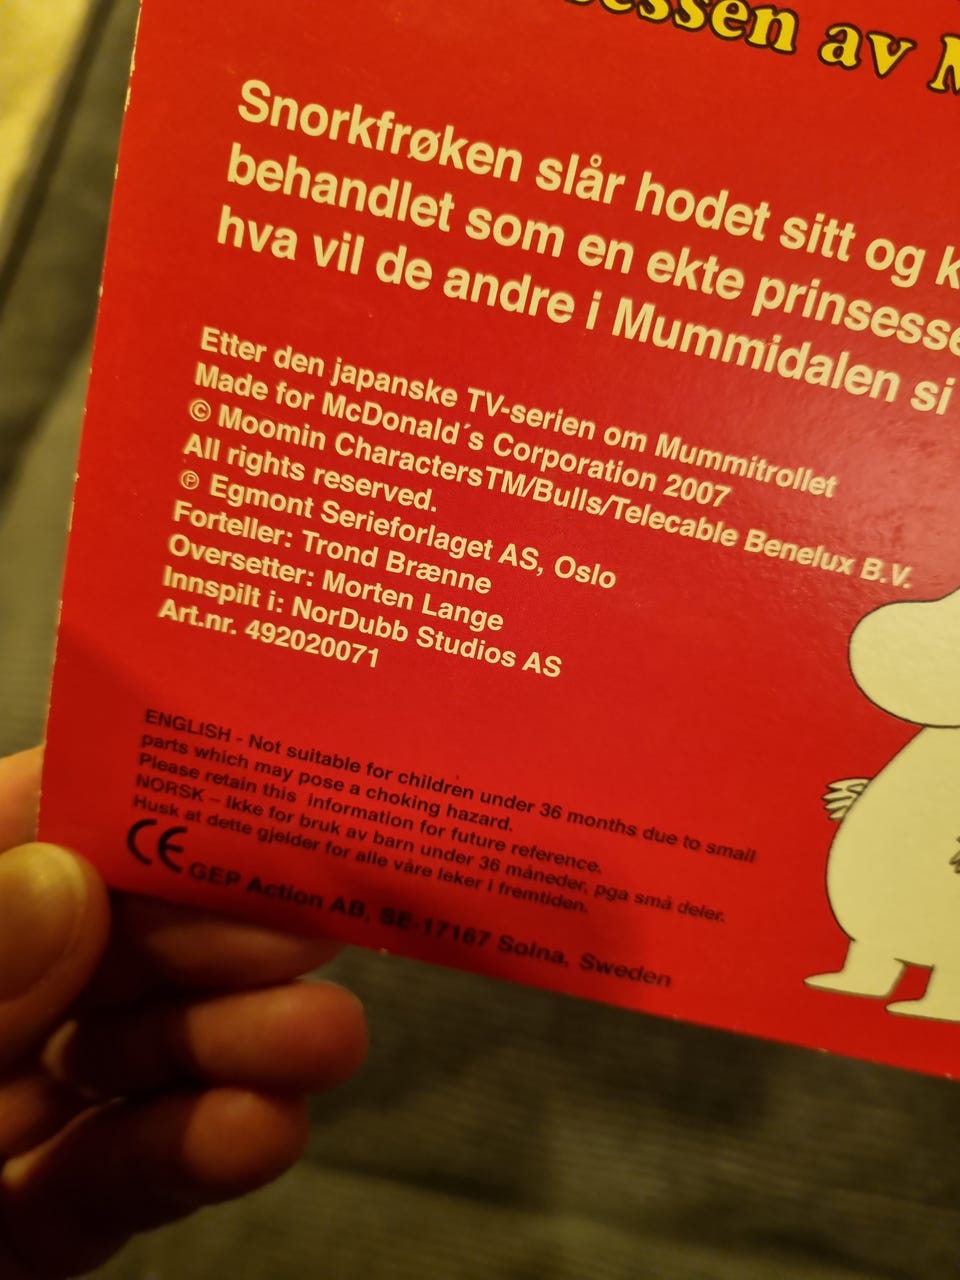 av
Snorkfrøken slår hodet sitt og
behandlet som en ekte
hva vil de andre i Mummidalen si
Etter den japanske TV-serien om Mummitrollet
Made for McDonald´s Corporation 2007
© Moomin CharactersTM/Bulls/Telecable Benelux B.V.
All rights reserved.
℗ Egmont Serieforlaget AS, Oslo
Forteller: Trond Brænne
Oversetter: Morten Lange
Innspilt i: NorDubb Studios AS
Art.nr. 492020071
ENGLISH - Not suitable for children under 36 months due to small
parts which may pose a choking hazard.
Please retain this information for future reference.
NORSK – Ikke for bruk av barn under 36 måneder, pga små deler.
Husk at dette gjelder for alle våre leker i fremtiden.
CE GEP Action AB, SE-17167 Solna, Sweden